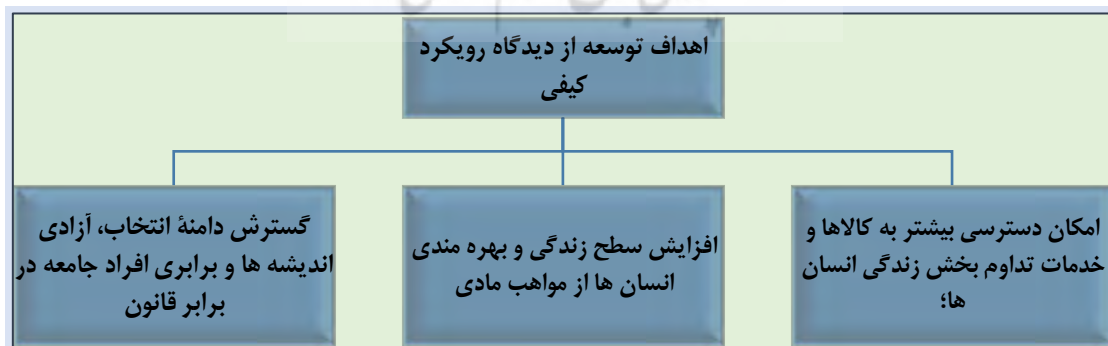 اهداف توسعه از دیدگاه رویکرد
کیفی
امکان دسترسی بیشتر به کالاها و
خدمات تداوم بخش زندگی انسان
ها؛
افزایش سطح زندگی و بهره مندی
انسان ها از مواهب مادی
گسترش دامنهٔ انتخاب، آزادی
اندیشه ها و برابری افراد جامعه در
برابر قانون